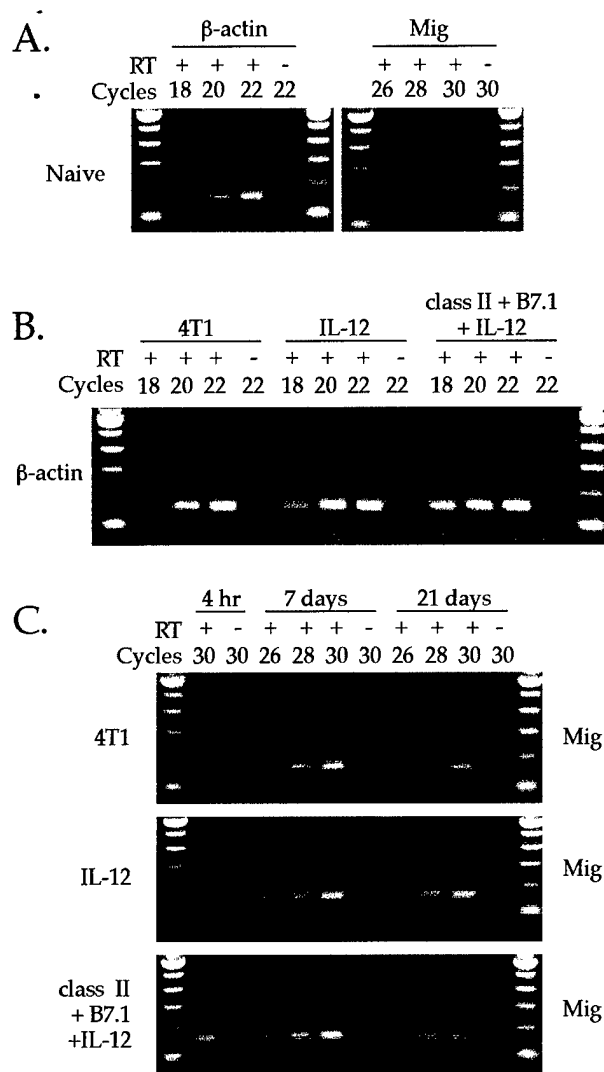 A.
β-actin Mig
RT + + + - + + + -
Cycles 18 20 22 22 26 28 30 30
Naive
B.
class II + B7.1
4T1 IL-12 + IL-12
RT + + + - + + + - + + + -
Cycles 18 20 22 22 18 20 22 22 18 20 22 22
β-actin
C.
4 hr 7 days 21 days
RT + - + + + - + + + -
Cycles 30 30 26 28 30 30 26 28 30 30
4T1 Mig
IL-12 Mig
class II
+ B7.1
+IL-12 Mig